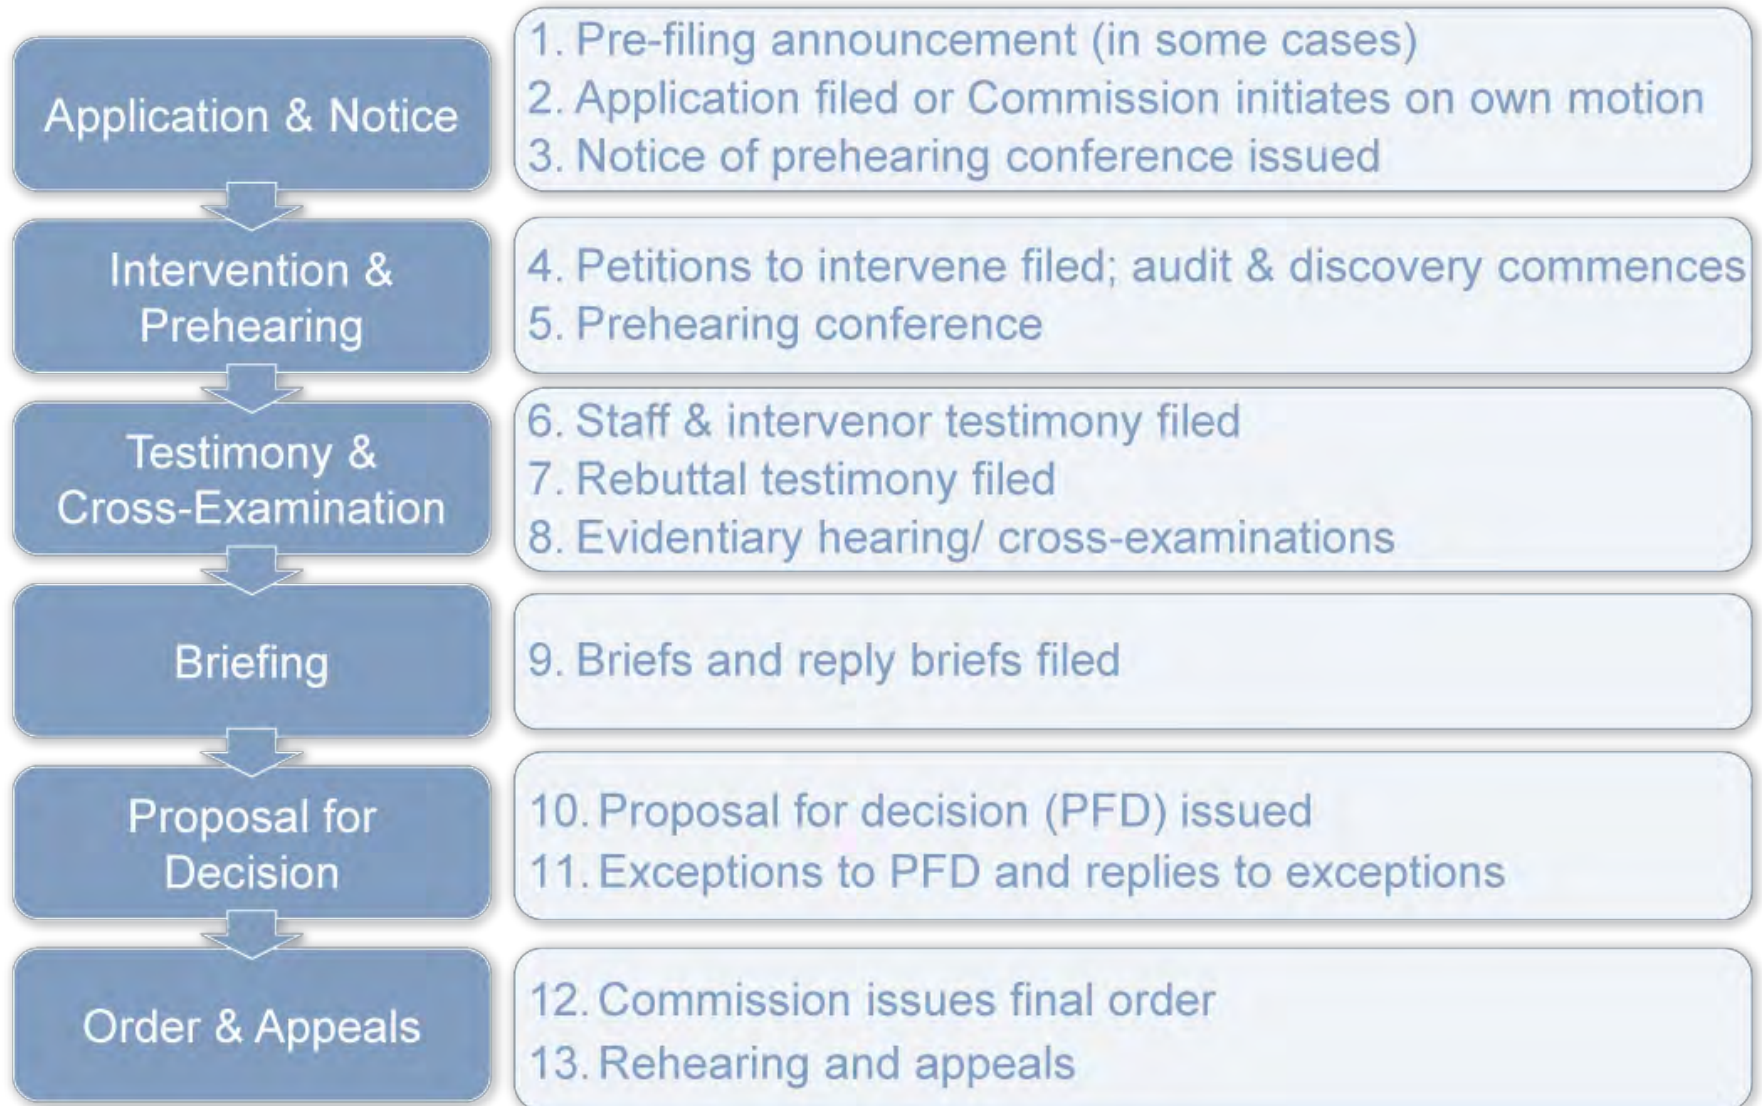 Application & Notice
1. Pre-filing announcement (in some cases)
2. Application filed or Commission initiates on own motion
3. Notice of prehearing conference issued
Intervention &
Prehearing
4. Petitions to intervene filed; audit & discovery commences
5. Prehearing conference
Testimony &
Cross-Examination
6. Staff & intervenor testimony filed
7. Rebuttal testimony filed
8. Evidentiary hearing/ cross-examinations
Briefing
9. Briefs and reply briefs filed
Proposal for
Decision
10. Proposal for decision (PFD) issued
11. Exceptions to PFD and replies to exceptions
Order & Appeals
12. Commission issues final order
13. Rehearing and appeals